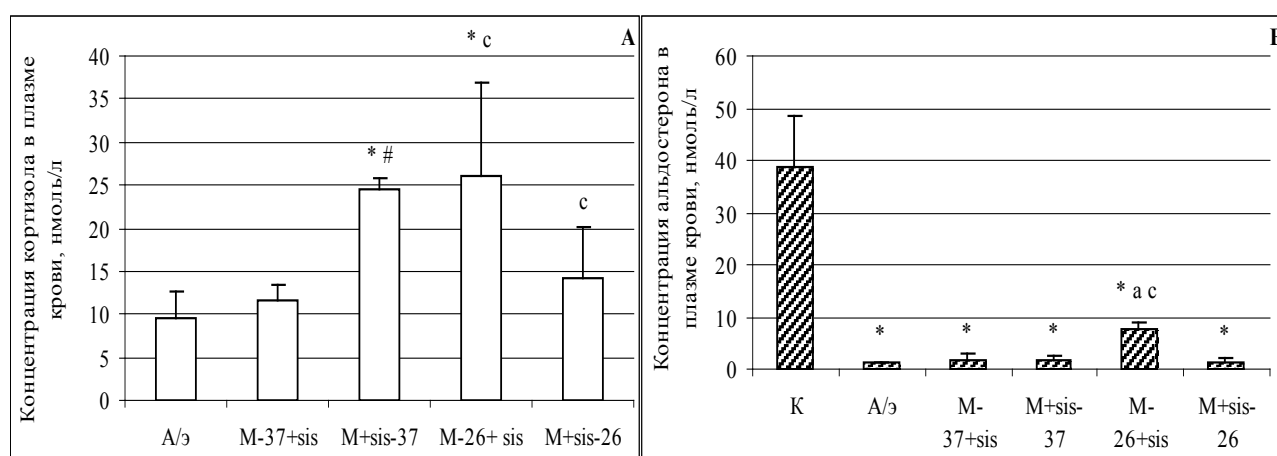 А
Концентрация кортизола в плазме
крови, нмоль/л
40
35
30
25
20
15
10
5
0
* #
* с
с
А/э
М-37+sis
М+sis-37
М-26+ sis
М+sis-26
Концентрация альдостерона в
плазме крови, нмоль/л
60
50
40
30
20
10
0
*
*
*
* а с
*
К
А/э
М-
37+sis
М+sis-
37
М-
26+sis
М+sis-
26